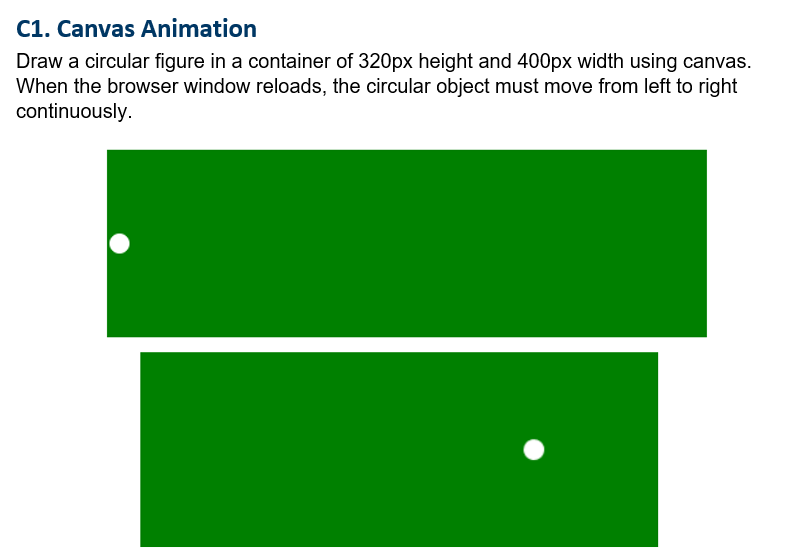 C1. Canvas Animation
Draw a circular figure in a container of 320px height and 400px width using canvas.
When the browser window reloads, the circular object must move from left to right
continuously.